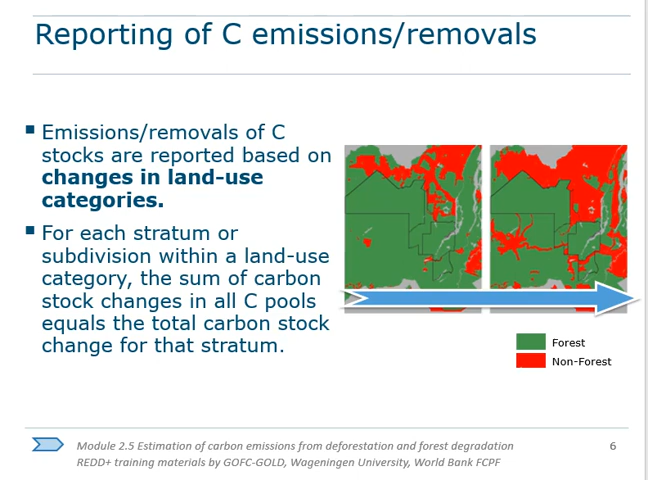 Reporting of C emissions/removals
Emissions/removals of C
stocks are reported based on
changes in land-use
categories.
For each stratum or
subdivision within a land-use
category, the sum of carbon
stock changes in all C pools
equals the total carbon stock
change for that stratum.
Forest
Non-Forest
Module 2.5 Estimation of carbon emissions from deforestation and forest degradation
REDD+ training materials by GOFC-GOLD, Wageningen University, World Bank FCPF
6